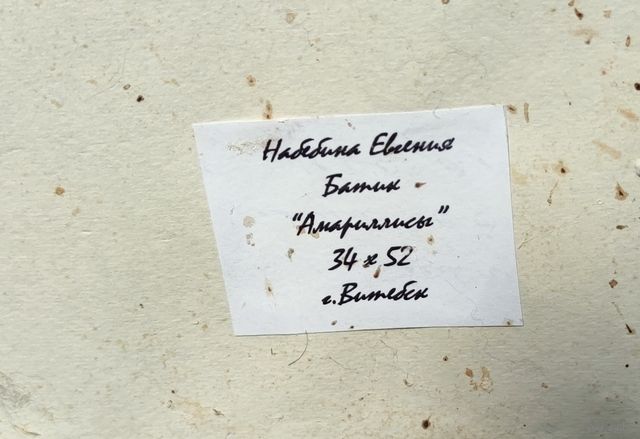 Набебина Евгения
Батик
"Амариллисы"
34 x 52
г.Витебск